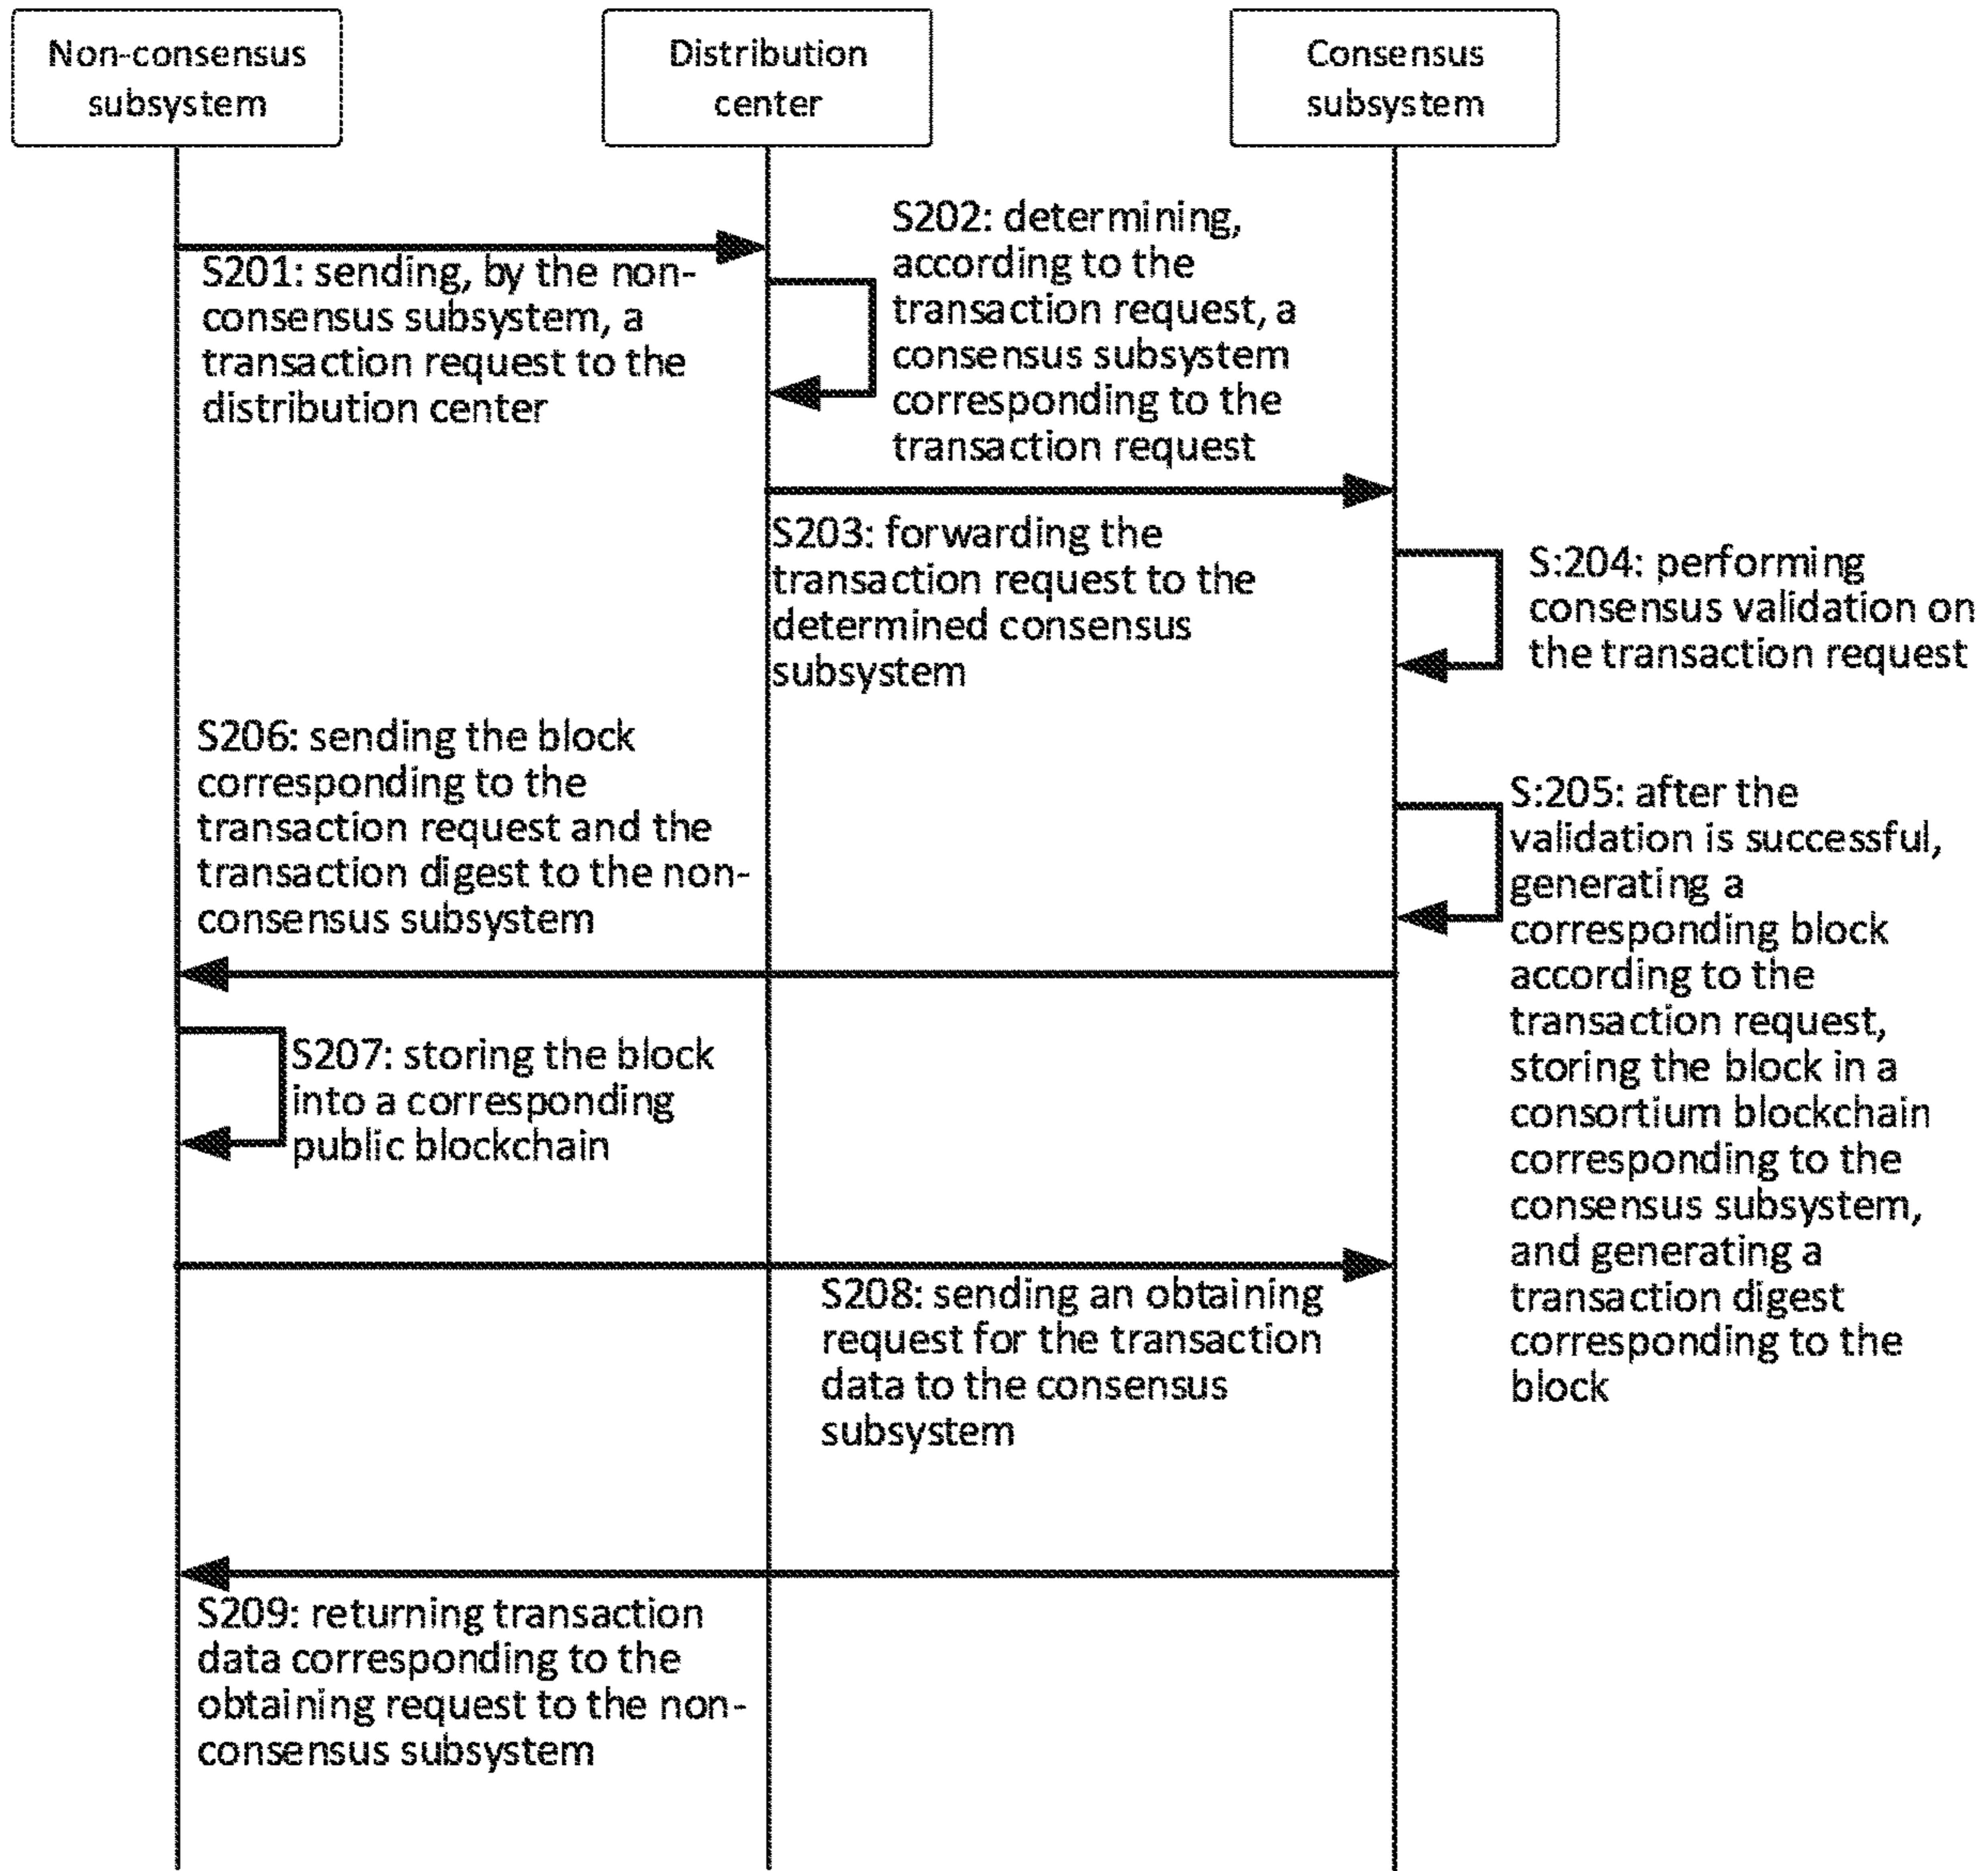 Non-consensus
subsystem
Distribution
center
Consensus
subsystem
S201: sending, by the non-
consensus subsystem, a
transaction request to the
distribution center
S202: determining,
according to the
transaction request, a
consensus subsystem
corresponding to the
transaction request
S203: forwarding the
transaction request to the
determined consensus
subsystem
S:204: performing
consensus validation on
the transaction request
S:205: after the
validation is successful,
generating a
corresponding block
according to the
transaction request,
storing the block in a
consortium blockchain
corresponding to the
consensus subsystem,
and generating a
transaction digest
corresponding to the
block
S206: sending the block
corresponding to the
transaction request and the
transaction digest to the non-
consensus subsystem
S207: storing the block
into a corresponding
public blockchain
S208: sending an obtaining
request for the transaction
data to the consensus
subsystem
S209: returning transaction
data corresponding to the
obtaining request to the non-
consensus subsystem